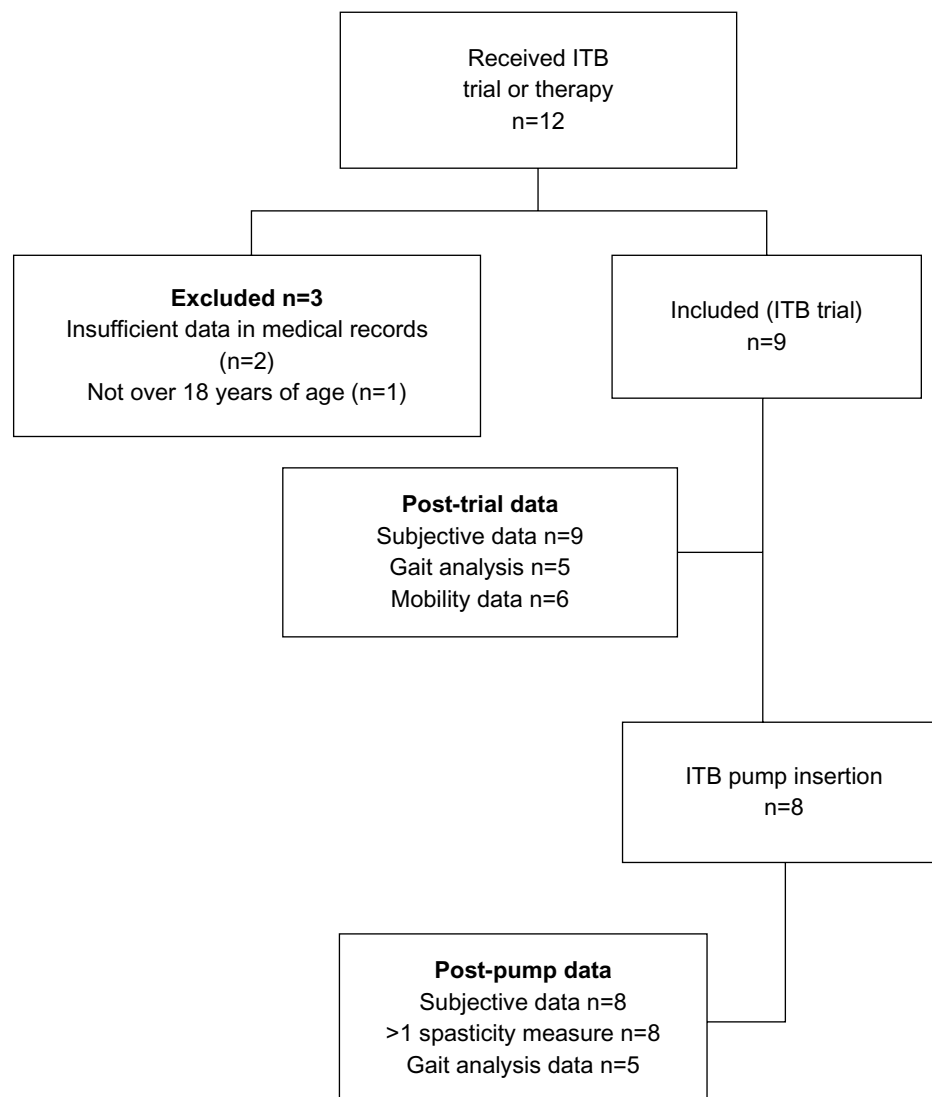 Received ITB
trial or therapy
n=12
Excluded n=3
Insufficient data in medical records
(n=2)
Not over 18 years of age (n=1)
Included (ITB trial)
n=9
Post-trial data
Subjective data n=9
Gait analysis n=5
Mobility data n=6
ITB pump insertion
n=8
Post-pump data
Subjective data n=8
>1 spasticity measure n=8
Gait analysis data n=5